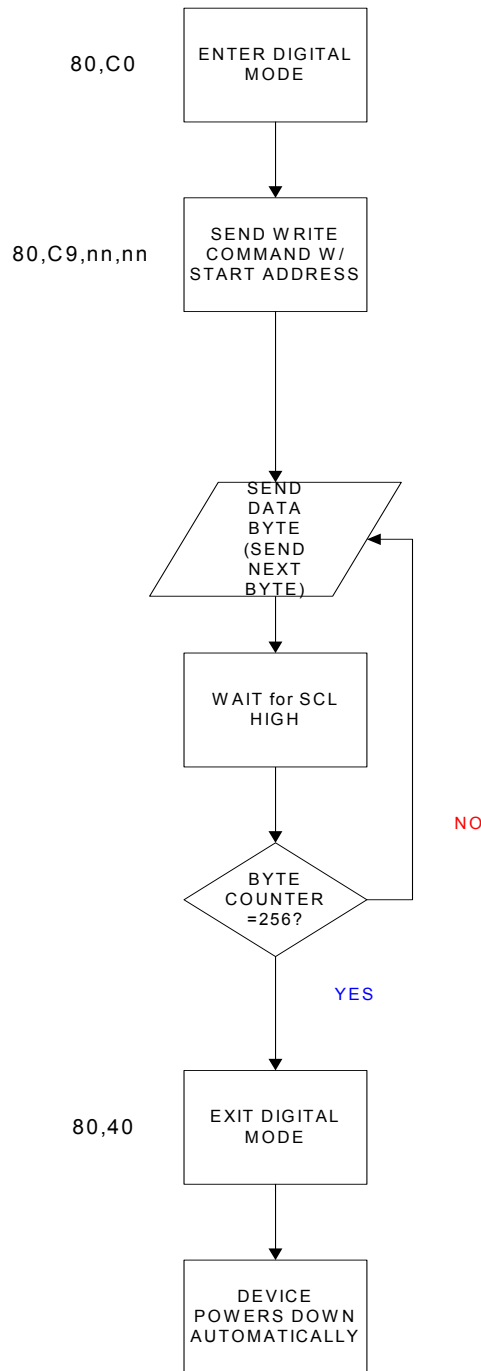 80,C0
ENTER DIGITAL
MODE
80,C9,nn,nn
SEND WRITE
COMMAND W/
START ADDRESS
SEND
DATA
BYTE
(SEND
NEXT
BYTE)
WAIT for SCL
HIGH
NO
BYTE
COUNTER
=256?
YES
80,40
EXIT DIGITAL
MODE
DEVICE
POWERS DOWN
AUTOMATICALLY